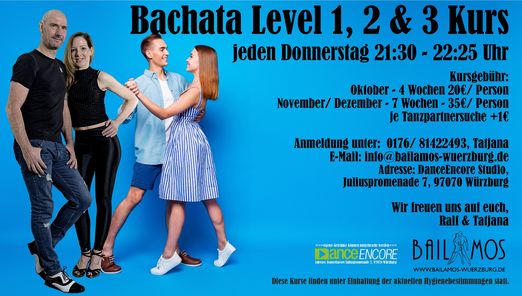 Bachata Level 1, 2 & 3 Kurs
jeden Donnerstag 21:30 - 22:25 Uhr
Kursgebühr:
Oktober - 4 Wochen 20€/ Person
November/ Dezember - 7 Wochen - 35€/ Person
je Tanzpartnersuche +1€
Anmeldung unter: 0176/ 81422493, Tatjana
E-Mail: info@bailamos-wuerzburg.de
Adresse: DanceEncore Studio,
Juliuspromenade 7, 97070 Würzburg
Wir freuen uns auf euch,
Ralf & Tatjana
DanceENCORE
BAILAMOS
WWW.BAILAMOS-WUERZBURG.DE
Diese Kurse finden unter Einhaltung der aktuellen Hygienebestimmungen statt.